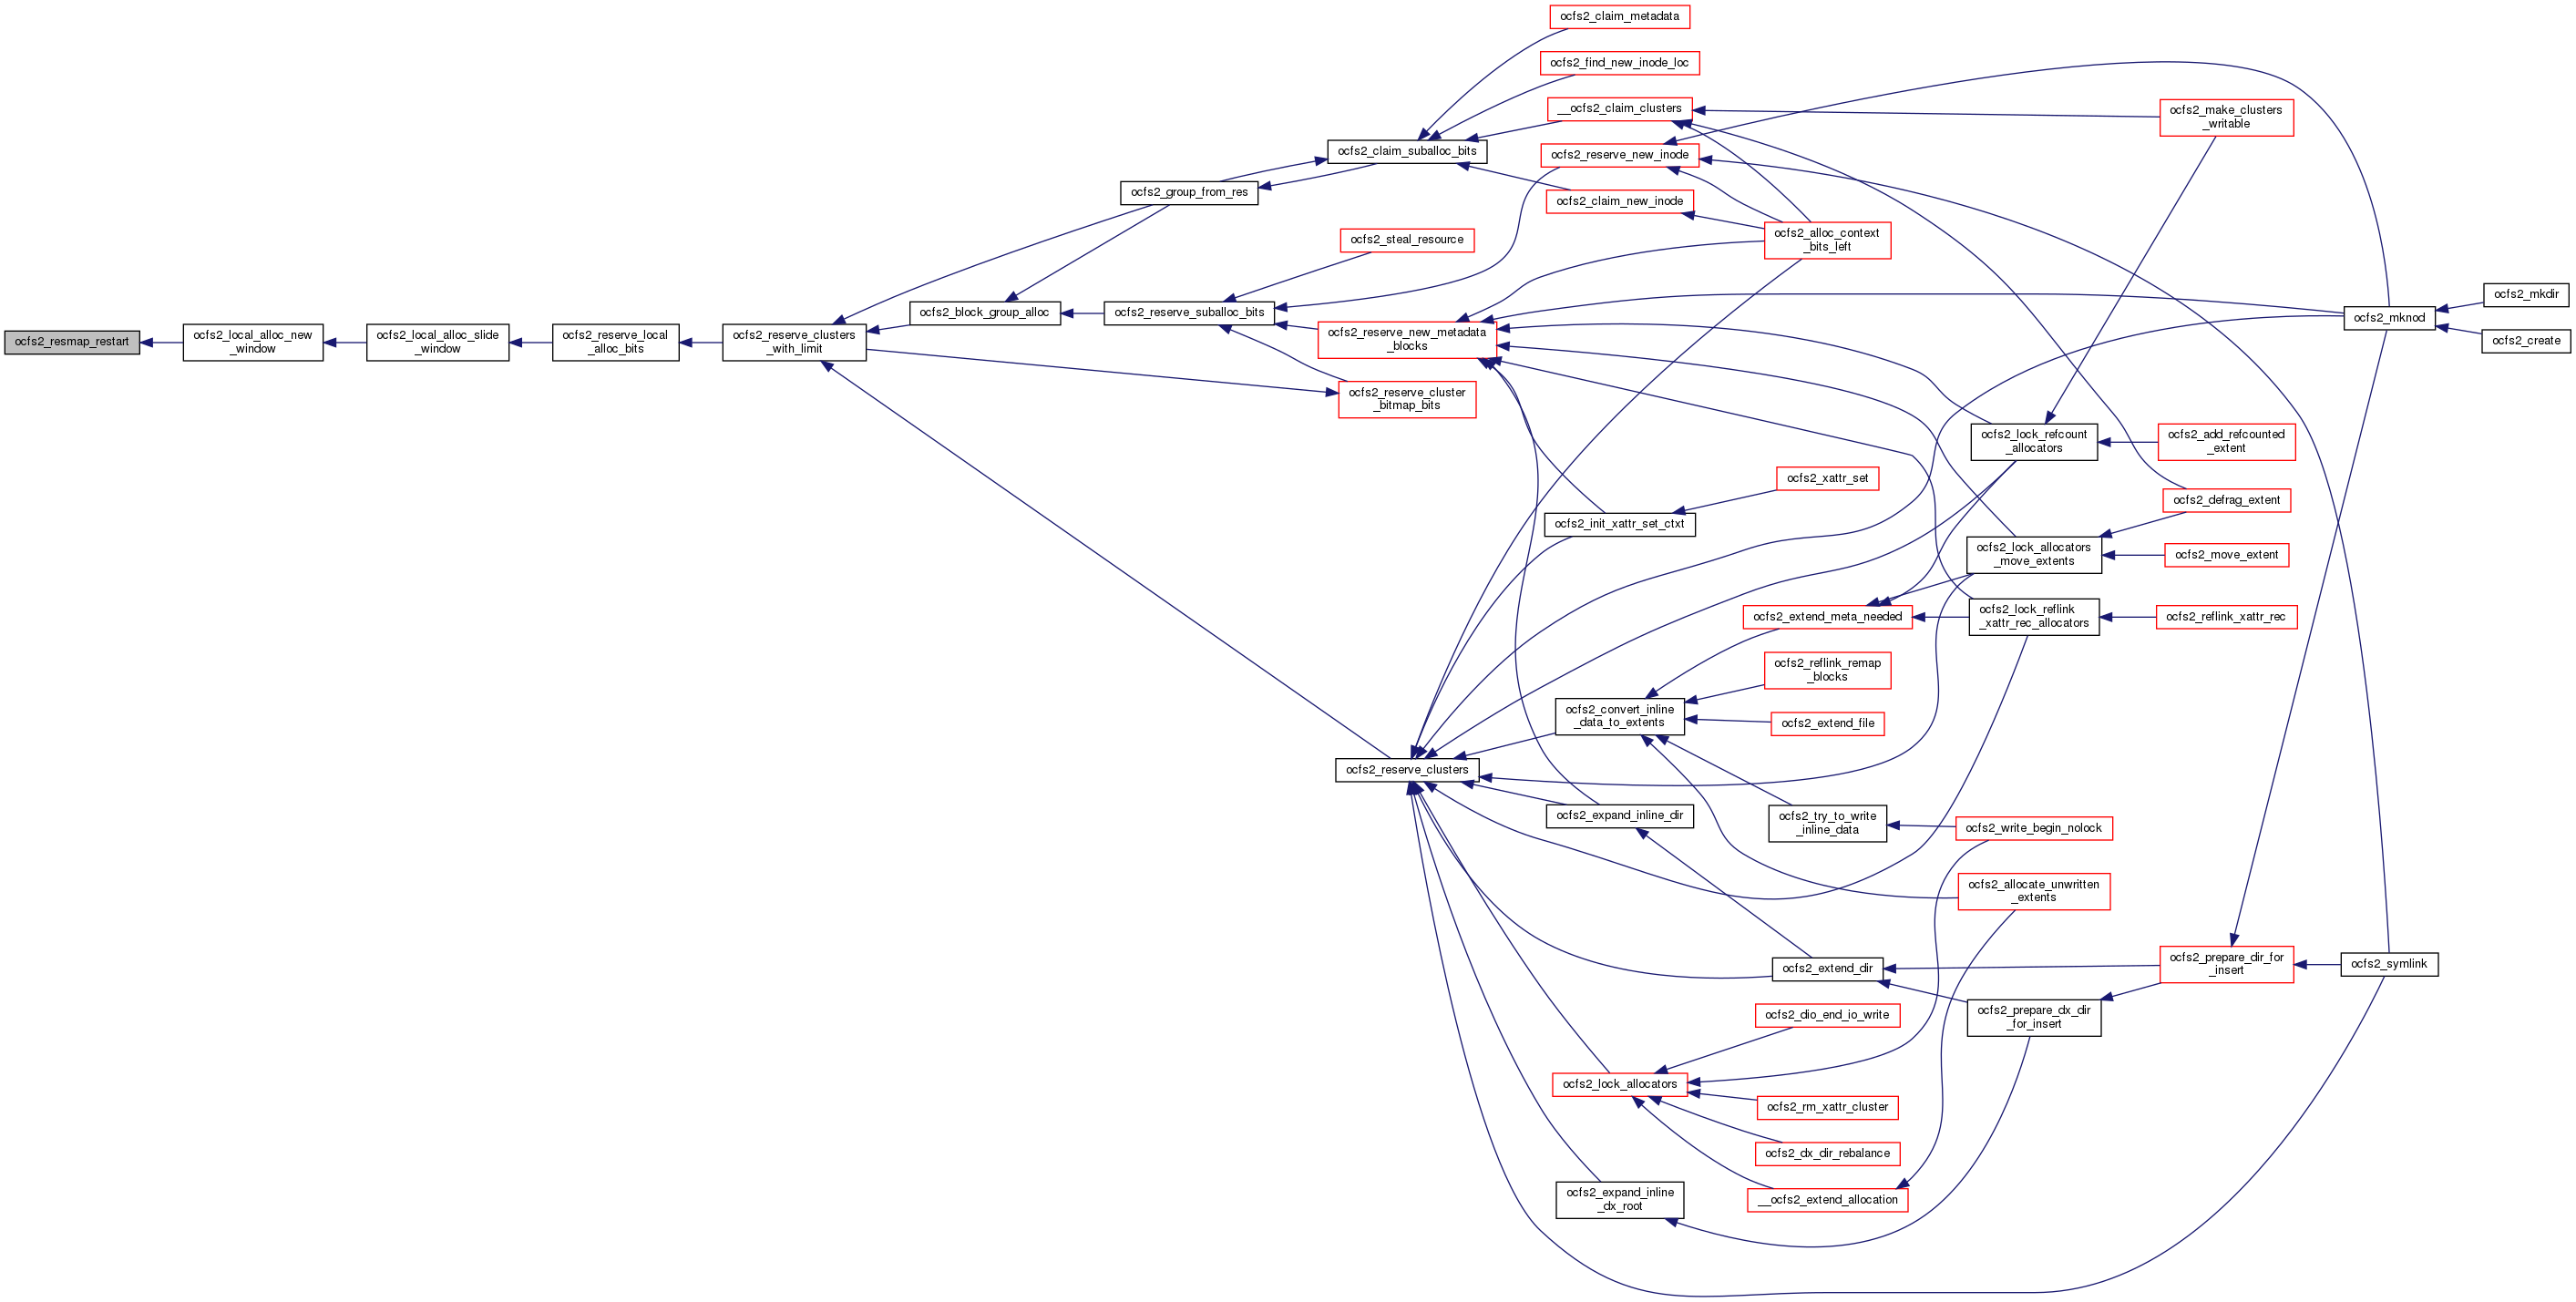 ocfs2_resmap_restart
ocfs2_local_alloc_new
_window
ocfs2_local_alloc_slide
_window
ocfs2_reserve_local
_alloc_bits
ocfs2_reserve_clusters
_with_limit
ocfs2_group_from_res
ocfs2_block_group_alloc
ocfs2_reserve_suballoc_bits
ocfs2_claim_suballoc_bits
ocfs2_claim_metadata
ocfs2_find_new_inode_loc
__ocfs2_claim_clusters
ocfs2_reserve_new_inode
ocfs2_claim_new_inode
ocfs2_steal_resource
ocfs2_reserve_new_metadata
_blocks
ocfs2_reserve_cluster
_bitmap_bits
ocfs2_alloc_context
_bits_left
ocfs2_make_clusters
_writable
ocfs2_mknod
ocfs2_mkdir
ocfs2_create
ocfs2_lock_refcount
_allocators
ocfs2_add_refcounted
_extent
ocfs2_xattr_set
ocfs2_init_xattr_set_ctxt
ocfs2_defrag_extent
ocfs2_lock_allocators
_move_extents
ocfs2_move_extent
ocfs2_extend_meta_needed
ocfs2_lock_reflink
_xattr_rec_allocators
ocfs2_reflink_xattr_rec
ocfs2_reflink_remap
_blocks
ocfs2_convert_inline
_data_to_extents
ocfs2_extend_file
ocfs2_reserve_clusters
ocfs2_expand_inline_dir
ocfs2_try_to_write
_inline_data
ocfs2_write_begin_nolock
ocfs2_allocate_unwritten
_extents
ocfs2_extend_dir
ocfs2_prepare_dir_for
_insert
ocfs2_symlink
ocfs2_prepare_dx_dir
_for_insert
ocfs2_dio_end_io_write
ocfs2_lock_allocators
ocfs2_rm_xattr_cluster
ocfs2_dx_dir_rebalance
__ocfs2_extend_allocation
ocfs2_expand_inline
_dx_root